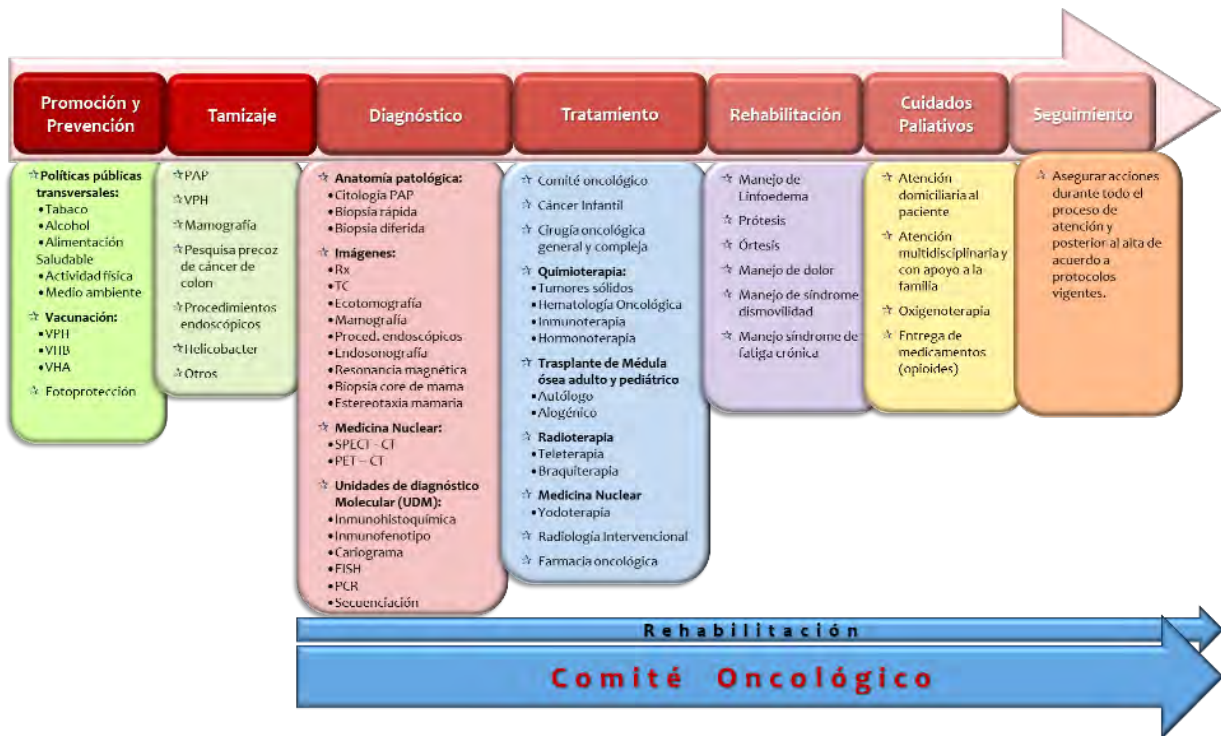 Promoción y
Prevención
Tamizaje
Diagnóstico
Tratamiento
Rehabilitación
Cuidados
Paliativos
Seguimiento
☆Políticas públicas
transversales:
•Tabaco
•Alcohol
•Alimentación
Saludable
•Actividad física
•Medio ambiente
☆ Vacunación:
•VPH
•VHB
•VHA
☆ Fotoprotección
☆PAP
☆VPH
☆Mamografía
☆Pesquisa precoz
de cáncer de
colon
☆Procedimientos
endoscópicos
☆Helicobacter
☆Otros
☆ Anatomía patológica:
•Citología PAP
•Biopsia rápida
•Biopsia diferida
☆ Imágenes:
•Rx
•TC
•Ecotomografía
•Mamografía
•Proced. endoscópicos
•Endosonografía
•Resonancia magnética
•Biopsia core de mama
•Estereotaxia mamaria
☆ Medicina Nuclear:
•SPECT - CT
•PET – CT
☆ Unidades de diagnóstico
Molecular (UDM):
•Inmunohistoquímica
•Inmunofenotipo
•Cariograma
•FISH
•PCR
•Secuenciación
☆ Comité oncológico
☆ Cáncer Infantil
☆ Cirugía oncológica
general y compleja
☆ Quimioterapia:
•Tumores sólidos
•Hematología Oncológica
•Inmunoterapia
•Hormonoterapia
☆ Trasplante de Médula
ósea adulto y pediátrico
•Autólogo
•Alogénico
☆ Radioterapia
•Teleterapia
•Braquiterapia
☆ Medicina Nuclear
•Yodoterapía
☆ Radiología Intervencional
☆ Farmacia oncológica
☆ Manejo de
Linfoedema
☆ Prótesis
☆ Órtesis
☆ Manejo de dolor
☆ Manejo de síndrome
dismovilidad
☆ Manejo síndrome de
fatiga crónica
☆ Atención
domiciliaria al
paciente
☆ Atención
multidisciplinaria y
con apoyo a la
familia
☆ Oxigenoterapia
☆ Entrega de
medicamentos
(opioides)
☆ Asegurar acciones
durante todo el
proceso de
atención y
posterior al alta de
acuerdo a
protocolos
vigentes.
Rehabilitación
Comité Oncológico